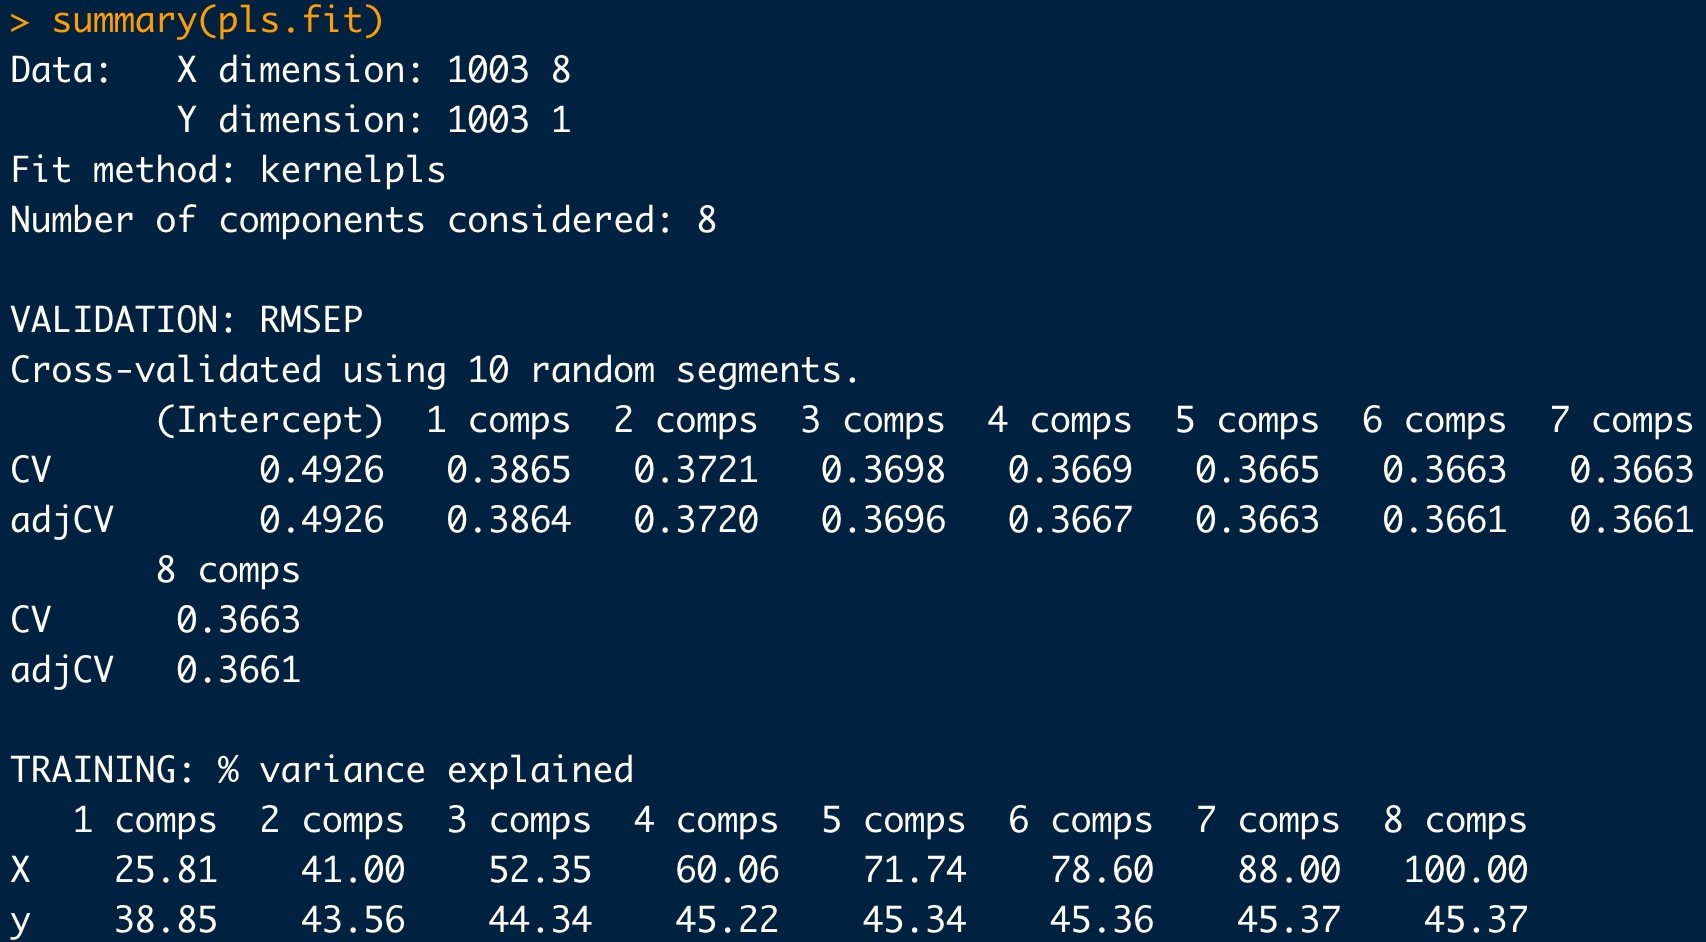 > summary(pls.fit)
Data:   X dimension: 1003 8
        Y dimension: 1003 1
Fit method: kernelpls
Number of components considered: 8

VALIDATION: RMSEP
Cross-validated using 10 random segments.
       (Intercept)  1 comps  2 comps  3 comps  4 comps  5 comps  6 comps  7 comps
CV          0.4926   0.3865   0.3721   0.3698   0.3669   0.3665   0.3663   0.3663
adjCV       0.4926   0.3864   0.3720   0.3696   0.3667   0.3663   0.3661   0.3661
       8 comps
CV      0.3663
adjCV   0.3661

TRAINING: % variance explained
   1 comps  2 comps  3 comps  4 comps  5 comps  6 comps  7 comps  8 comps
X    25.81    41.00    52.35    60.06    71.74    78.60    88.00   100.00
y    38.85    43.56    44.34    45.22    45.34    45.36    45.37    45.37